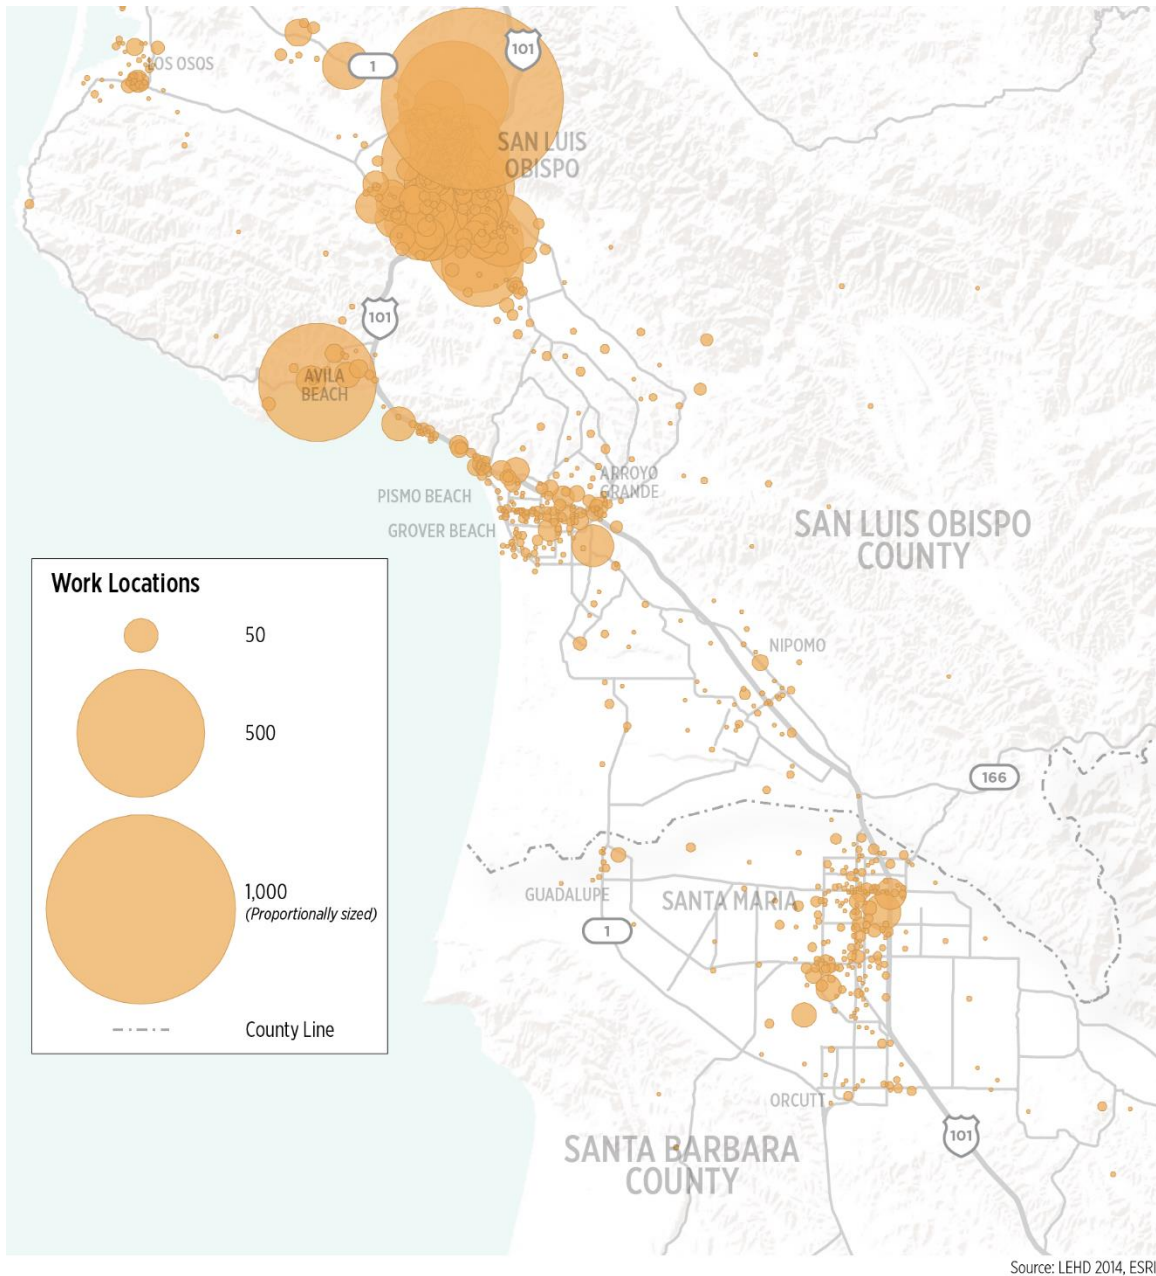 101
1
LOS OSOS
SAN LUIS
OBISPO
101
AVILA
BEACH
PISMO BEACH
ARROYO
GRANDE
GROVER BEACH
SAN LUIS OBISPO
COUNTY
Work Locations
50
500
1,000
(Proportionally sized)
County Line
NIPOMO
166
GUADALUPE
SANTA MARIA
1
ORCUTT
101
SANTA BARBARA
COUNTY
Source: LEHD 2014, ESRI